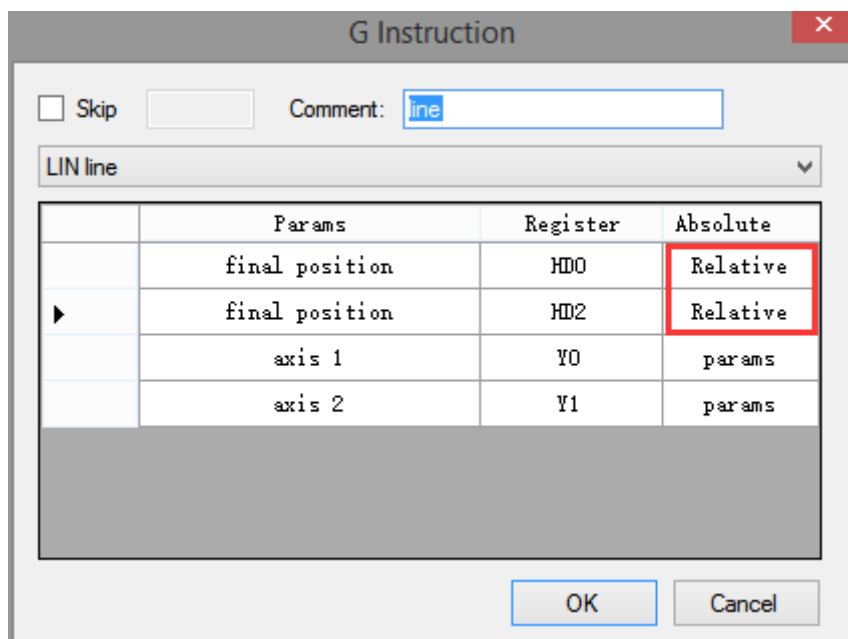 G Instruction
Skip Comment: line
LIN line
Params Register Absolute
final position HD0 Relative
final position HD2 Relative
axis 1 Y0 params
axis 2 Y1 params
OK Cancel